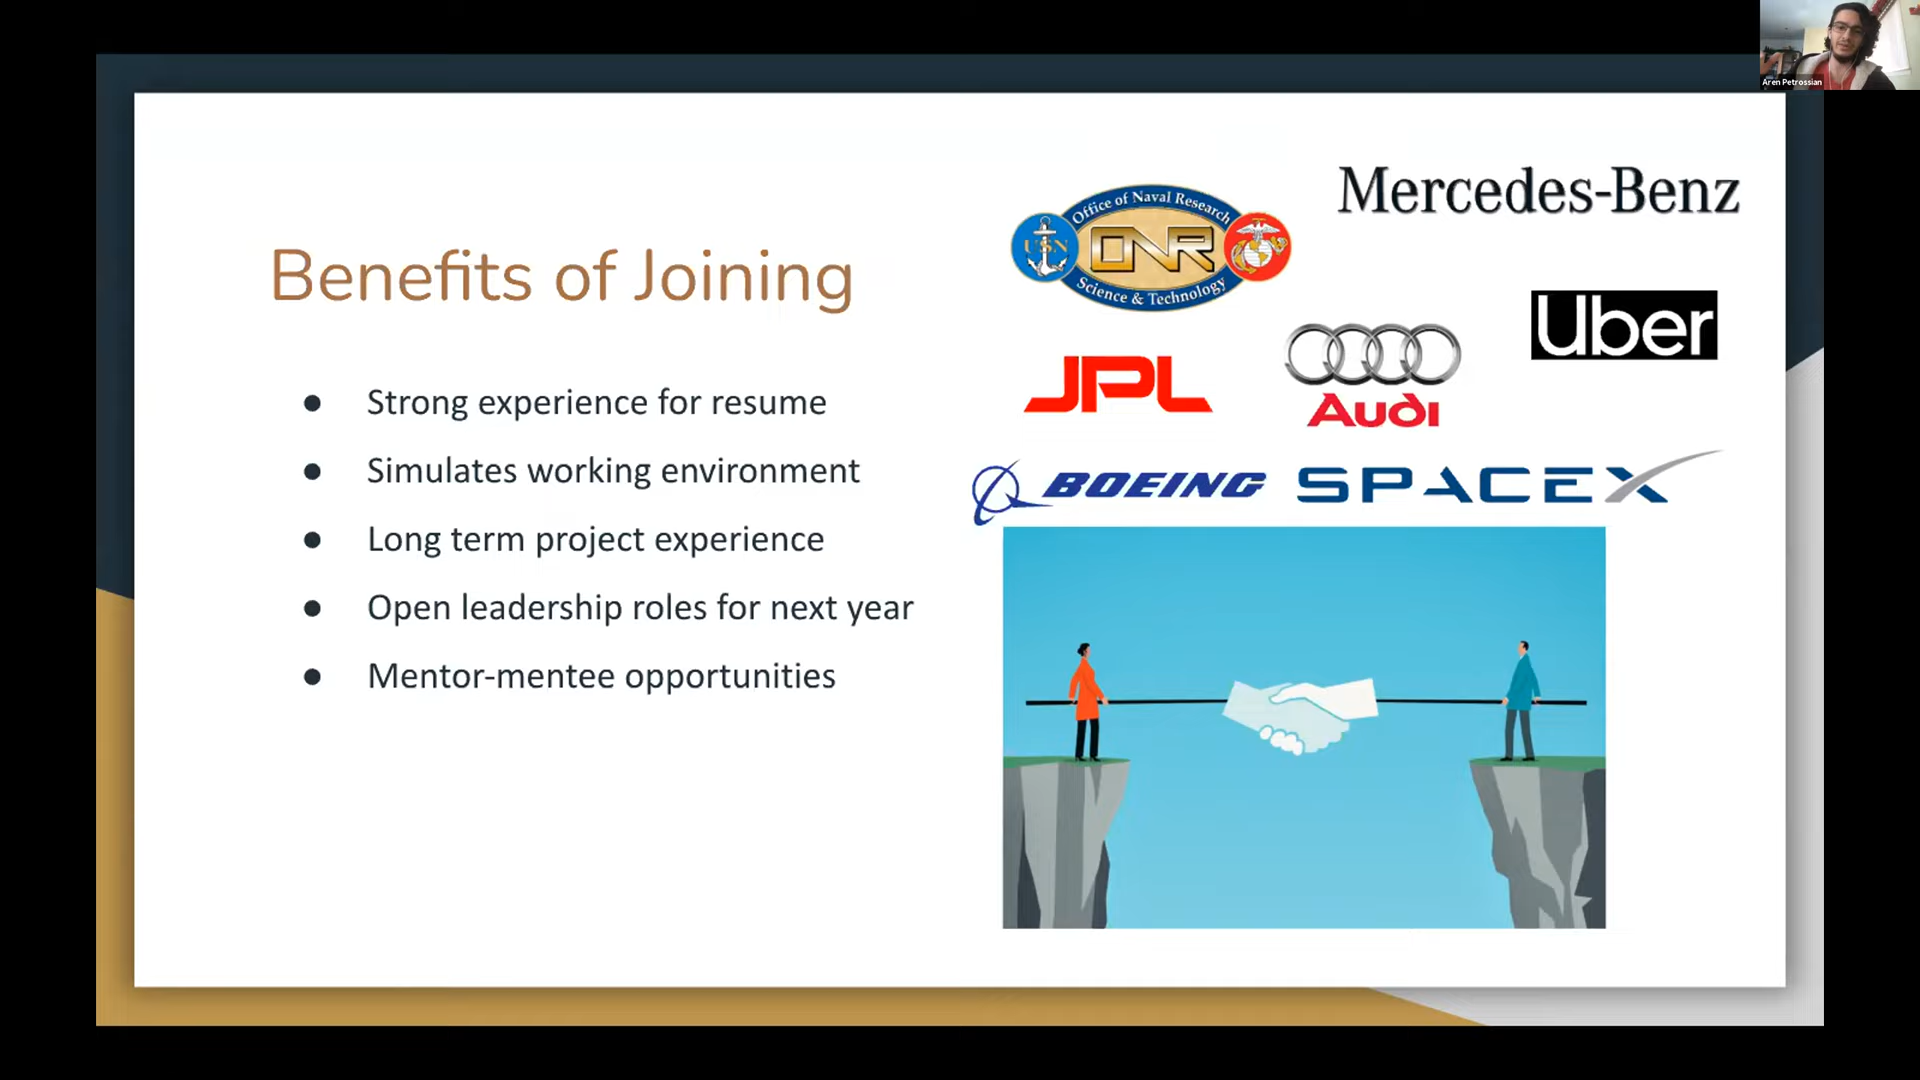 Aren Petrossian
Benefits of Joining
● Strong experience for resume
● Simulates working environment
● Long term project experience
● Open leadership roles for next year
● Mentor-mentee opportunities
Office of Naval Research
USN
ONR
Science & Technology
Mercedes-Benz
Uber
JPL
Audi
BOEING
SPACEX